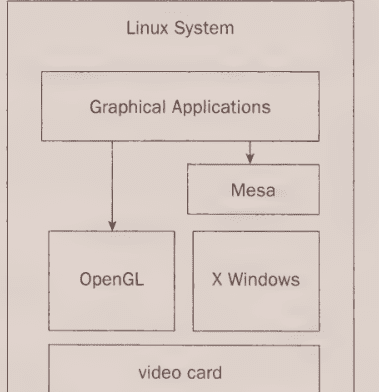 Linux System
Graphical Applications
Mesa
OpenGL
X Windows
video card